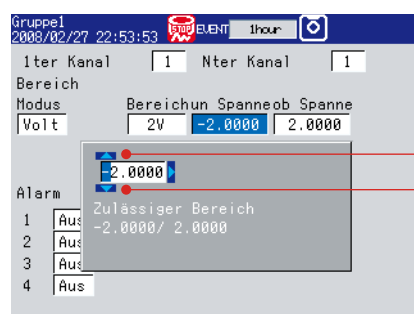 Gruppe1
2008/02/27 22:53:53 STOP EVENT 1hour
1ter Kanal 1 Nter Kanal 1
Bereich
Modus Bereichun Spanneob Spanne
Volt 2V -2.0000 2.0000
-2.0000
Alarm
Zulässiger Bereich
-2.0000/ 2.0000
1 Aus
2 Aus
3 Aus
4 Aus